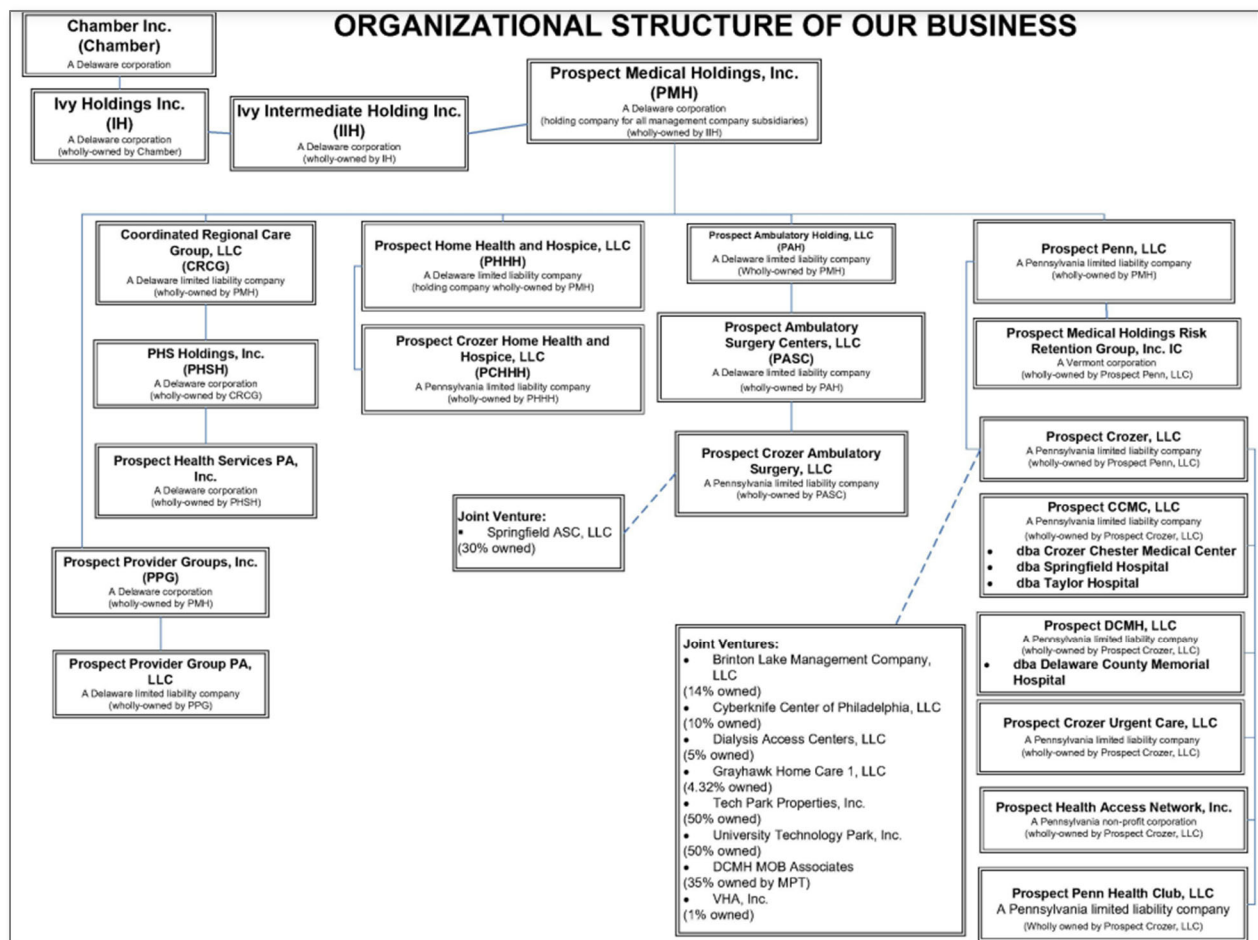 ORGANIZATIONAL STRUCTURE OF OUR BUSINESS
Chamber Inc.
(Chamber)
A Delaware corporation
Ivy Holdings Inc.
(IH)
A Delaware corporation
(wholly-owned by Chamber)
Ivy Intermediate Holding Inc.
(IIH)
A Delaware corporation
(wholly-owned by IH)
Prospect Medical Holdings, Inc.
(PMH)
A Delaware corporation
(holding company for all management company subsidiaries)
(wholly-owned by IIH)
Coordinated Regional Care
Group, LLC
(CRCG)
A Delaware limited liability company
(wholly-owned by PMH)
PHS Holdings, Inc.
(PHSH)
A Delaware corporation
(wholly-owned by CRCG)
Prospect Health Services PA,
Inc.
A Delaware corporation
(wholly-owned by PHSH)
Prospect Provider Groups, Inc.
(PPG)
A Delaware corporation
(wholly-owned by PMH)
Prospect Provider Group PA,
LLC
A Delaware limited liability company
(wholly-owned by PPG)
Prospect Home Health and Hospice, LLC
(PHHH)
A Delaware limited liability company
(holding company wholly-owned by PMH)
Prospect Crozer Home Health and
Hospice, LLC
(PCHHH)
A Pennsylvania limited liability company
(wholly-owned by PHHH)
Prospect Ambulatory Holding, LLC
(PAH)
A Delaware limited liability company
(Wholly-owned by PMH)
Prospect Ambulatory
Surgery Centers, LLC
(PASC)
A Delaware limited liability company
(wholly-owned by PAH)
Prospect Crozer Ambulatory
Surgery, LLC
A Pennsylvania limited liability company
(wholly-owned by PASC)
Joint Venture:
▪ Springfield ASC, LLC
(30% owned)
Prospect Penn, LLC
A Pennsylvania limited liability company
(wholly-owned by PMH)
Prospect Medical Holdings Risk
Retention Group, Inc. IC
A Vermont corporation
(wholly-owned by Prospect Penn, LLC)
Prospect Crozer, LLC
A Pennsylvania limited liability company
(wholly-owned by Prospect Penn, LLC)
Prospect CCMC, LLC
A Pennsylvania limited liability company
(wholly-owned by Prospect Crozer, LLC)
• dba Crozer Chester Medical Center
• dba Springfield Hospital
• dba Taylor Hospital
Prospect DCMH, LLC
A Pennsylvania limited liability company
(wholly-owned by Prospect Crozer, LLC)
• dba Delaware County Memorial
Hospital
Prospect Crozer Urgent Care, LLC
A Pennsylvania limited liability company
(wholly-owned by Prospect Crozer, LLC)
Prospect Health Access Network, Inc.
A Pennsylvania non-profit corporation
(wholly-owned by Prospect Crozer, LLC)
Prospect Penn Health Club, LLC
A Pennsylvania limited liability company
(Wholly owned by Prospect Crozer, LLC)
Joint Ventures:
• Brinton Lake Management Company,
LLC
(14% owned)
• Cyberknife Center of Philadelphia, LLC
(10% owned)
• Dialysis Access Centers, LLC
(5% owned)
• Grayhawk Home Care 1, LLC
(4.32% owned)
• Tech Park Properties, Inc.
(50% owned)
• University Technology Park, Inc.
(50% owned)
• DCMH MOB Associates
(35% owned by MPT)
• VHA, Inc.
(1% owned)